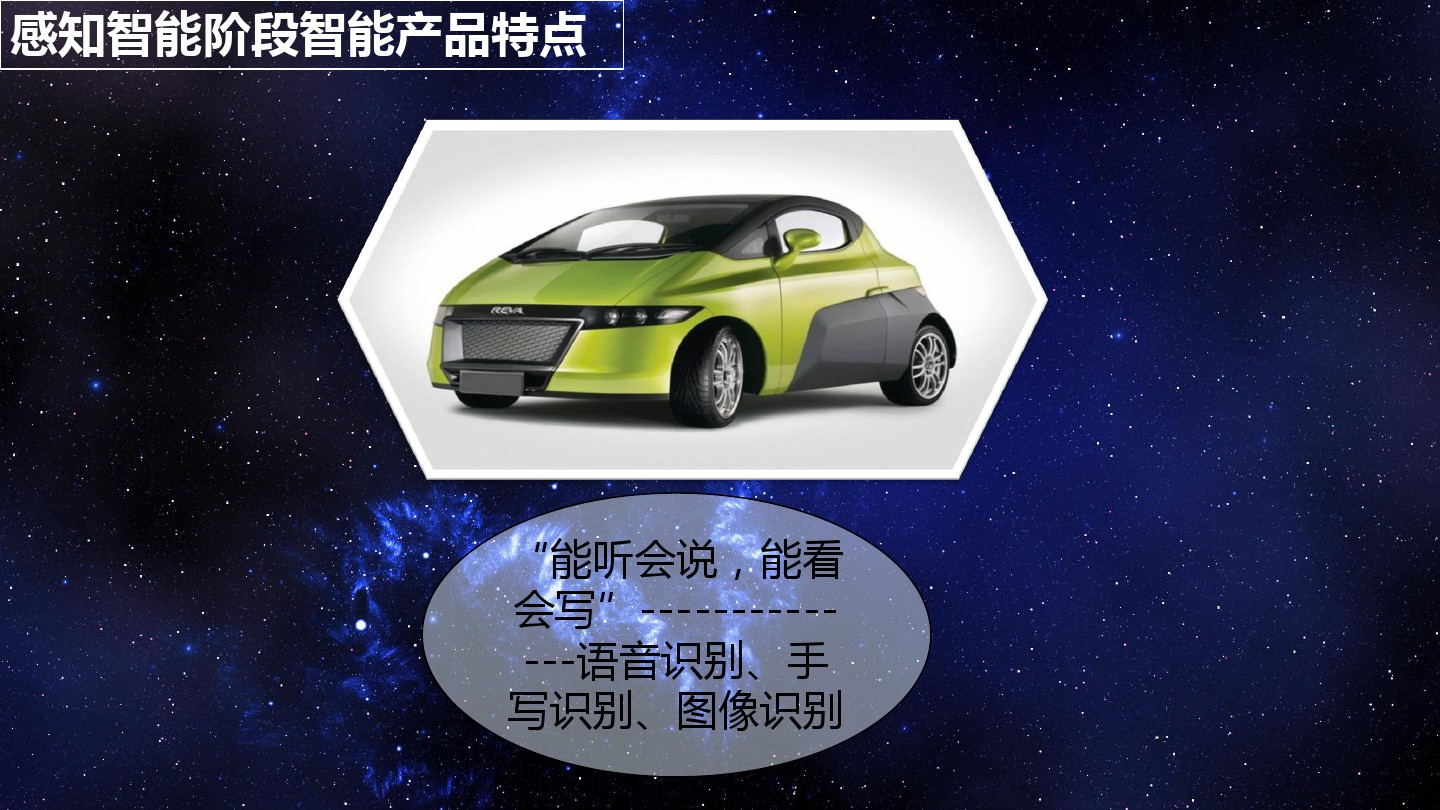 感知智能阶段智能产品特点
REVA
“能听会说，能看
会写”-----------
---语音识别、手
写识别、图像识别